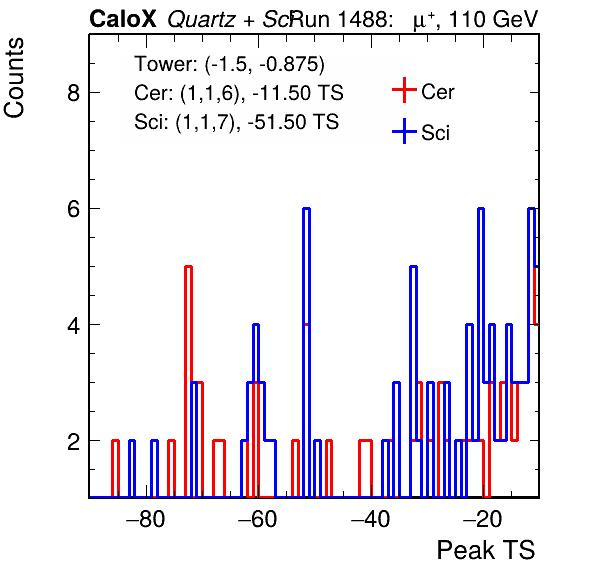 CaloX Quartz + Sci Run 1488: μ⁺, 110 GeV
Counts
Tower: (-1.5, -0.875)
Cer: (1,1,6), -11.50 TS
Sci: (1,1,7), -51.50 TS
Cer
Sci
8
6
4
2
−80 −60 −40 −20
Peak TS